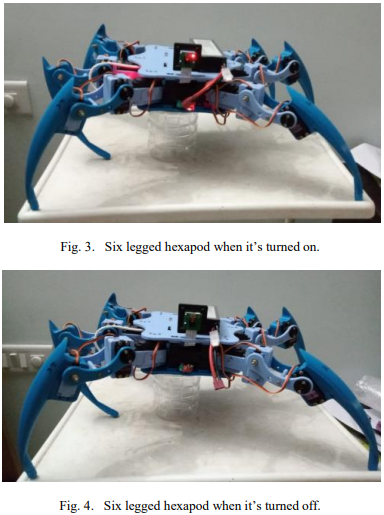 Fig. 3. Six legged hexapod when it's turned on.
Fig. 4. Six legged hexapod when it's turned off.